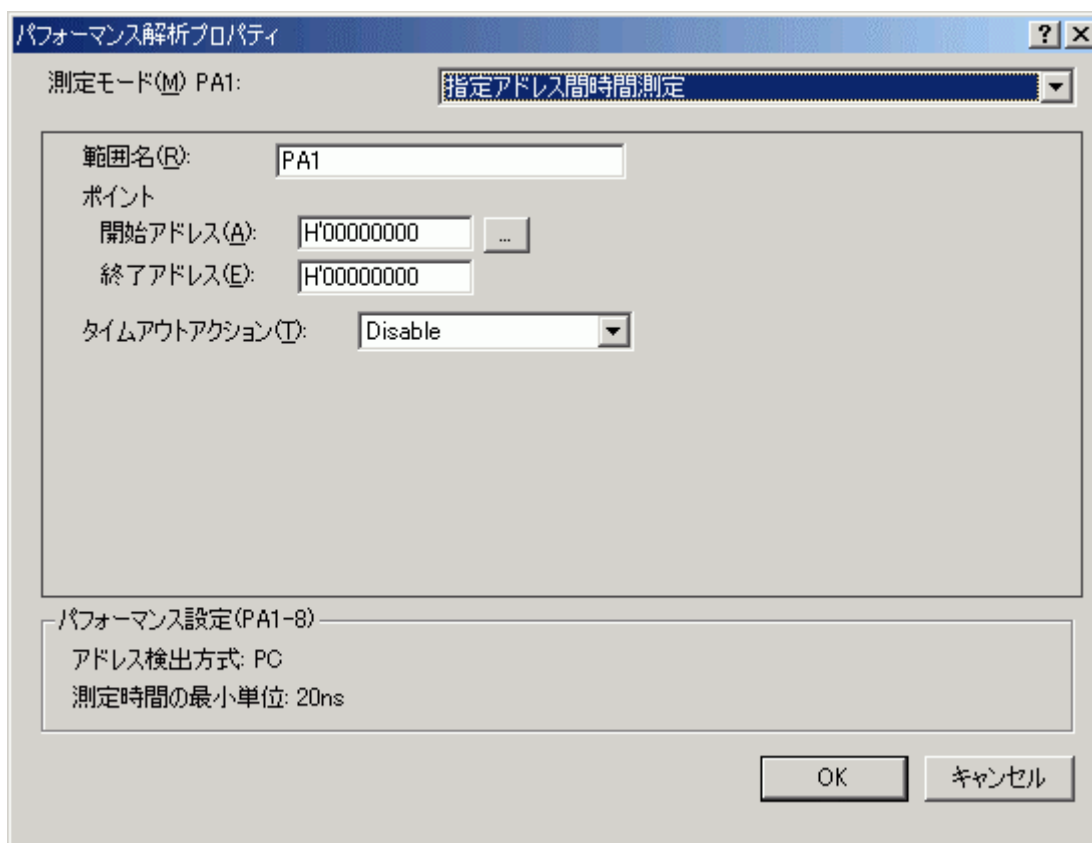 パフォーマンス解析プロパティ
測定モード(M) PA1: 指定アドレス間時間測定
範囲名(R): PA1
ポイント
開始アドレス(A): H'00000000 ...
終了アドレス(E): H'00000000
タイムアウトアクション(T): Disable
パフォーマンス設定(PA1-8)
アドレス検出方式: PC
測定時間の最小単位: 20ns
OK キャンセル